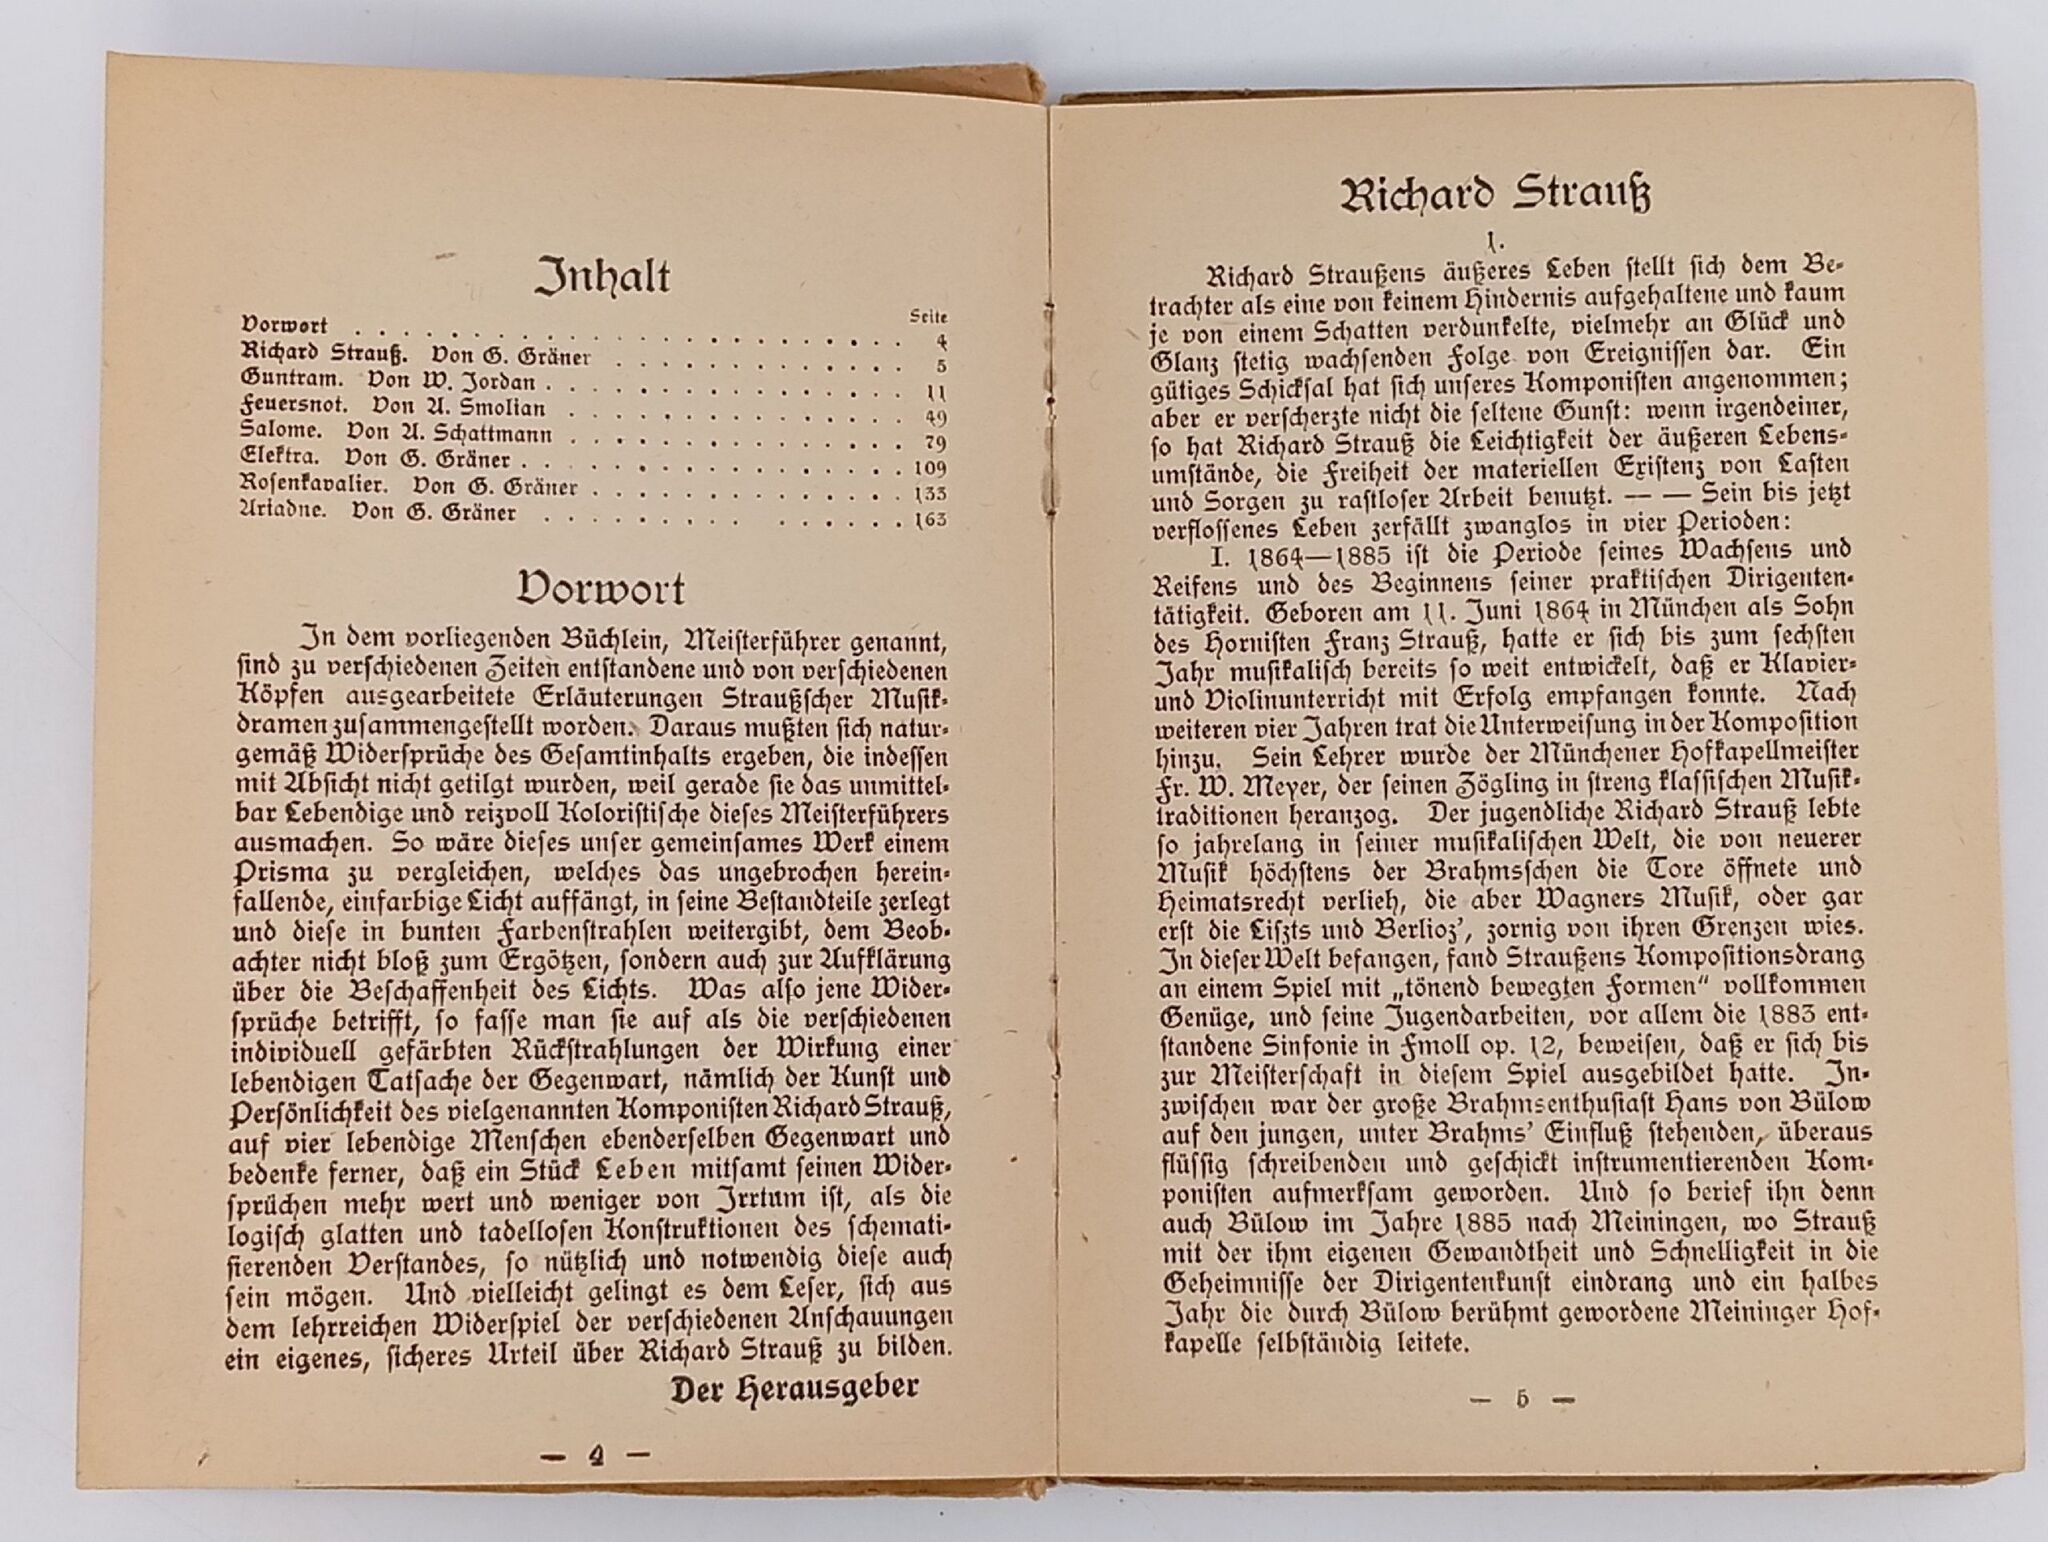 Inhalt
Seite
Vorwort . . . . . . . . . . . . . . . . . . . . 4
Richard Strauß. Von G. Gräner . . . . . . . . . . . . . 5
Guntram. Von W. Jordan . . . . . . . . . . . . . . . 11
Feuersnot. Von A. Smolian . . . . . . . . . . . . . . 49
Salome. Von A. Schattmann . . . . . . . . . . . . . . 79
Elektra. Von G. Gräner . . . . . . . . . . . . . . . . 109
Rosenkavalier. Von G. Gräner . . . . . . . . . . . . . 133
Ariadne. Von G. Gräner . . . . . . . . . . . . . . . 163
Vorwort
In dem vorliegenden Büchlein, Meisterführer genannt,
sind zu verschiedenen Zeiten entstandene und von verschiedenen
Köpfen ausgearbeitete Erläuterungen Straußscher Musik-
dramen zusammengestellt worden. Daraus mußten sich natur-
gemäß Widersprüche des Gesamtinhalts ergeben, die indessen
mit Absicht nicht getilgt wurden, weil gerade sie das unmittel-
bar Lebendige und reizvoll Koloristische dieses Meisterführers
ausmachen. So wäre dieses unser gemeinsames Werk einem
Prisma zu vergleichen, welches das ungebrochen herein-
fallende, einfarbige Licht auffängt, in seine Bestandteile zerlegt
und diese in bunten Farbenstrahlen weitergibt, dem Beob-
achter nicht bloß zum Ergötzen, sondern auch zur Aufklärung
über die Beschaffenheit des Lichts. Was also jene Wider-
sprüche betrifft, so fasse man sie auf als die verschiedenen
individuell gefärbten Rückstrahlungen der Wirkung einer
lebendigen Tatsache der Gegenwart, nämlich der Kunst und
Persönlichkeit des vielgenannten Komponisten Richard Strauß,
auf vier lebendige Menschen ebenderselben Gegenwart und
bedenke ferner, daß ein Stück Leben mitsamt seinen Wider-
sprüchen mehr wert und weniger von Irrtum ist, als die
logisch glatten und tadellosen Konstruktionen des schemati-
sierenden Verstandes, so nützlich und notwendig diese auch
sein mögen. Und vielleicht gelingt es dem Leser, sich aus
dem lehrreichen Widerspiel der verschiedenen Anschauungen
ein eigenes, sicheres Urteil über Richard Strauß zu bilden.
Der Herausgeber
— 4 —
Richard Strauß
I.
Richard Straußens äußeres Leben stellt sich dem Be-
trachter als eine von keinem Hindernis aufgehaltene und kaum
je von einem Schatten verdunkelte, vielmehr an Glück und
Glanz stetig wachsenden Folge von Ereignissen dar. Ein
gütiges Schicksal hat sich unseres Komponisten angenommen;
aber er verscherzte nicht die seltene Gunst: wenn irgendeiner,
so hat Richard Strauß die Leichtigkeit der äußeren Lebens-
umstände, die Freiheit der materiellen Existenz von Lasten
und Sorgen zu rastloser Arbeit benutzt. — — Sein bis jetzt
verflossenes Leben zerfällt zwanglos in vier Perioden:
I. 1864—1885 ist die Periode seines Wachsens und
Reifens und des Beginnens seiner praktischen Dirigenten-
tätigkeit. Geboren am 11. Juni 1864 in München als Sohn
des Hornisten Franz Strauß, hatte er sich bis zum sechsten
Jahr musikalisch bereits so weit entwickelt, daß er Klavier-
und Violinunterricht mit Erfolg empfangen konnte. Nach
weiteren vier Jahren trat die Unterweisung in der Komposition
hinzu. Sein Lehrer wurde der Münchener Hofkapellmeister
Fr. W. Meyer, der seinen Zögling in streng klassischen Musik-
traditionen heranzog. Der jugendliche Richard Strauß lebte
so jahrelang in seiner musikalischen Welt, die von neuerer
Musik höchstens der Brahmsschen die Tore öffnete und
Heimatsrecht verlieh, die aber Wagners Musik, oder gar
erst die Liszts und Berlioz', zornig von ihren Grenzen wies.
In dieser Welt befangen, fand Straußens Kompositionsdrang
an einem Spiel mit „tönend bewegten Formen“ vollkommen
Genüge, und seine Jugendarbeiten, vor allem die 1883 ent-
standene Sinfonie in Fmoll op. 12, beweisen, daß er sich bis
zur Meisterschaft in diesem Spiel ausgebildet hatte. In-
zwischen war der große Brahmsenthusiast Hans von Bülow
auf den jungen, unter Brahms' Einfluß stehenden, überaus
flüssig schreibenden und geschickt instrumentierenden Kom-
ponisten aufmerksam geworden. Und so berief ihn denn
auch Bülow im Jahre 1885 nach Meiningen, wo Strauß
mit der ihm eigenen Gewandtheit und Schnelligkeit in die
Geheimnisse der Dirigentenkunst eindrang und ein halbes
Jahr die durch Bülow berühmt gewordene Meininger Hof-
kapelle selbständig leitete.
— 5 —